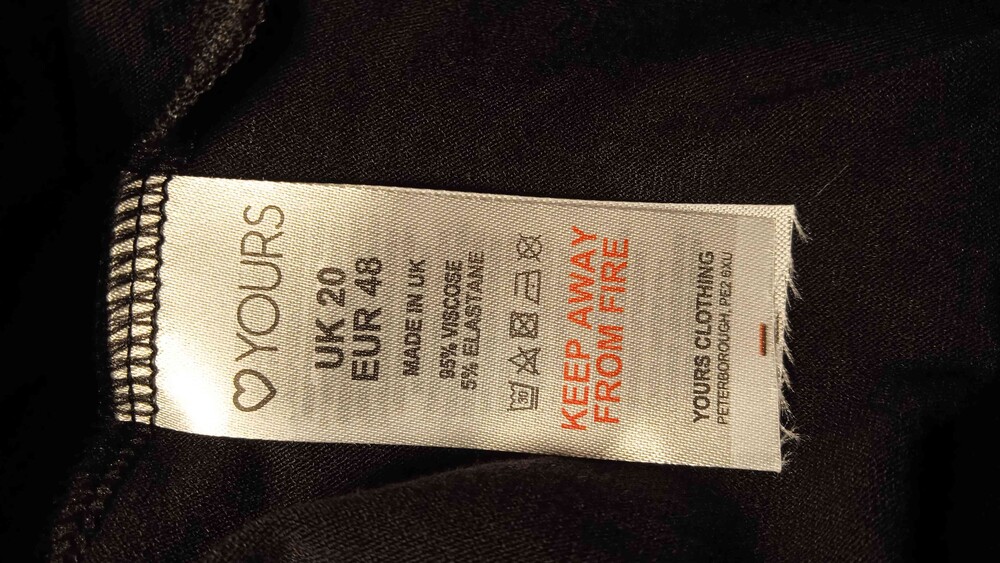 YOURS
UK 20
EUR 48
MADE IN UK
95% VISCOSE
5% ELASTANE
30
KEEP AWAY
FROM FIRE
YOURS CLOTHING
PETERBOROUGH, PE2 6XU